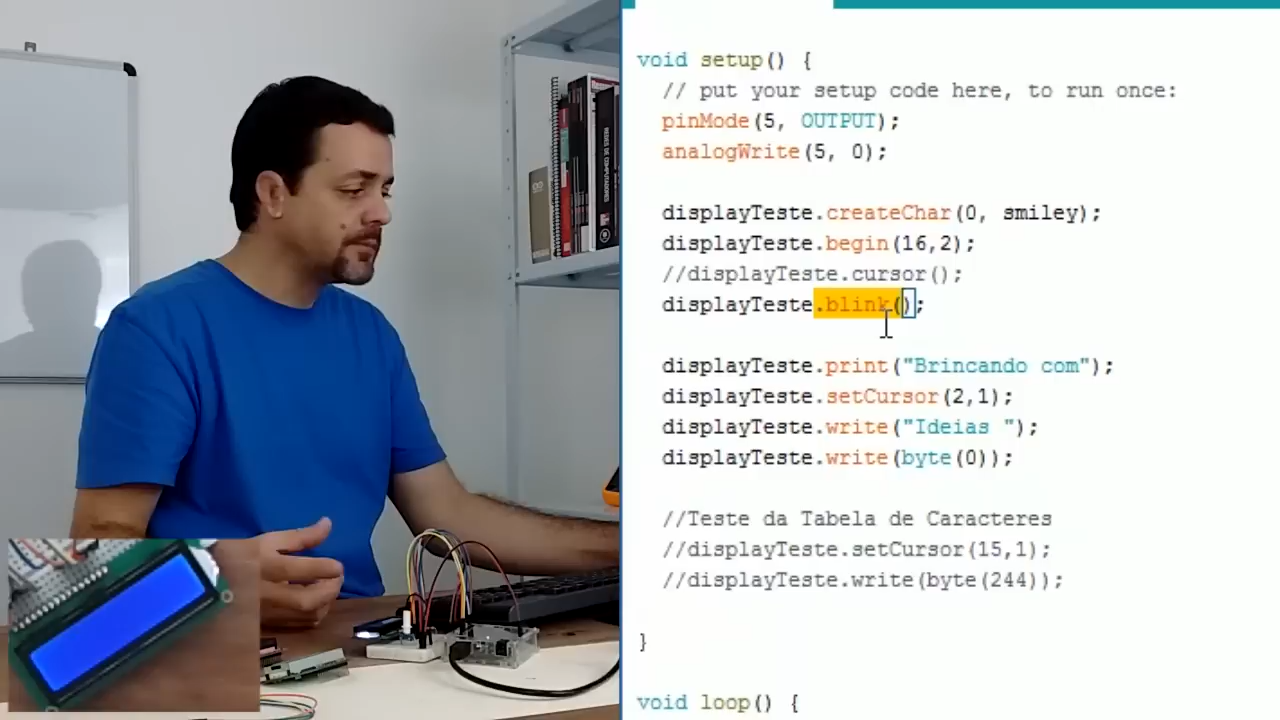 void setup() {
// put your setup code here, to run once:
pinMode(5, OUTPUT);
analogWrite(5, 0);
displayTeste.createChar(0, smiley);
displayTeste.begin(16,2);
//displayTeste.cursor();
displayTeste.blink();
displayTeste.print("Brincando com");
displayTeste.setCursor(2,1);
displayTeste.write("Ideias ");
displayTeste.write(byte(0));
//Teste da Tabela de Caracteres
//displayTeste.setCursor(15,1);
//displayTeste.write(byte(244));
}
void loop() {
REDES DE COMPUTADORES